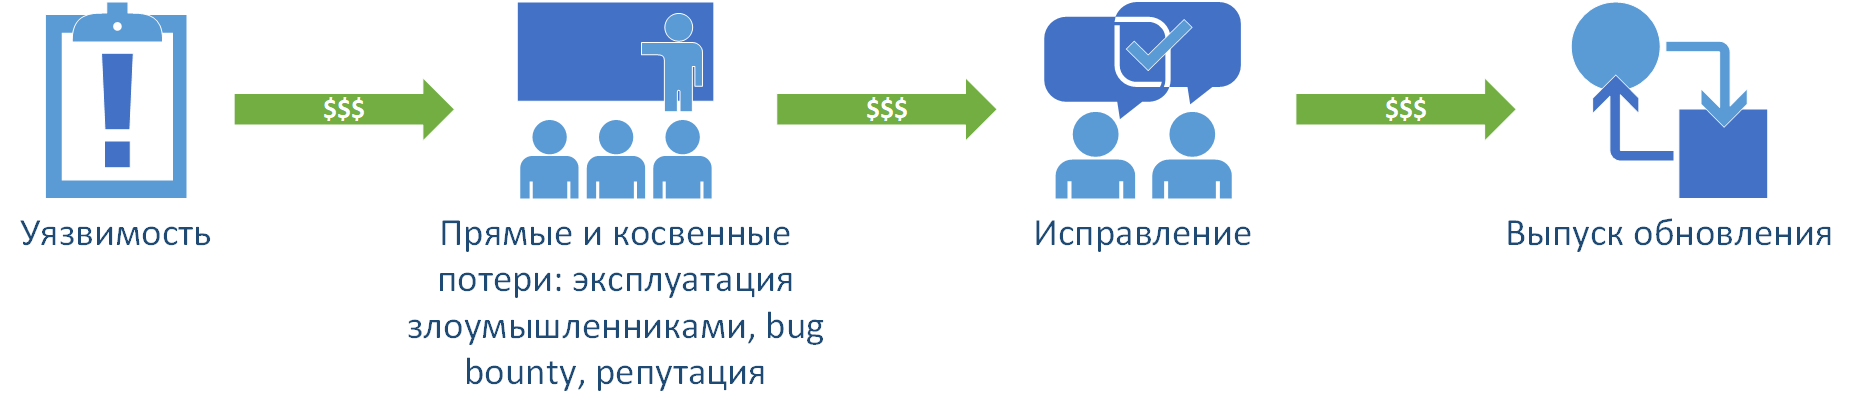 $$$
$$$
$$$
Уязвимость
Прямые и косвенные
потери: эксплуатация
злоумышленниками, bug
bounty, репутация
Исправление
Выпуск обновления